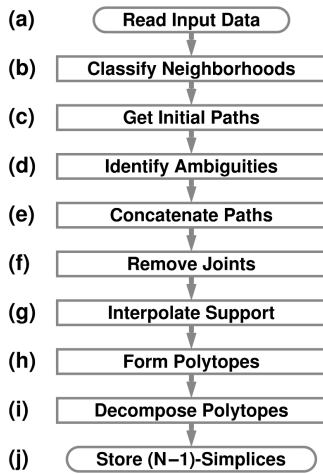 (a) Read Input Data
(b) Classify Neighborhoods
(c) Get Initial Paths
(d) Identify Ambiguities
(e) Concatenate Paths
(f) Remove Joints
(g) Interpolate Support
(h) Form Polytopes
(i) Decompose Polytopes
(j) Store (N−1)-Simplices